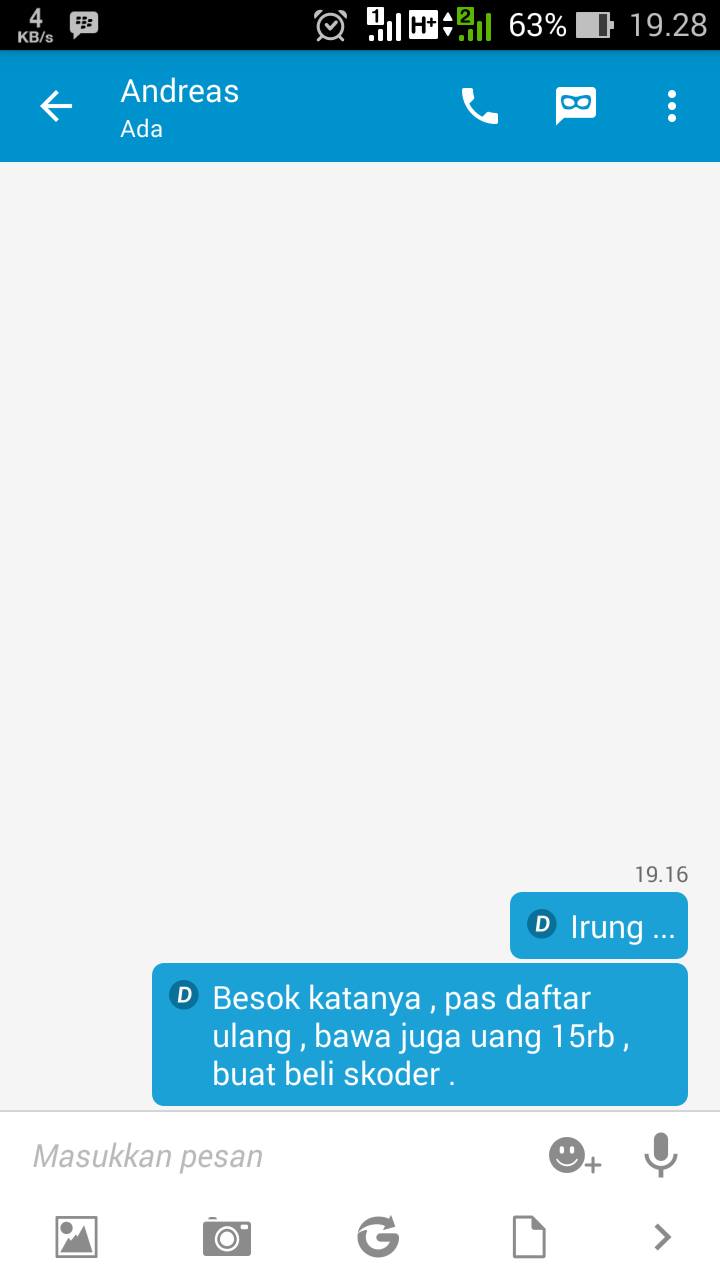 4
KB/s
1 H+ 2 63% 19.28
Andreas
Ada
19.16
D Irung ...
D Besok katanya , pas daftar
ulang , bawa juga uang 15rb ,
buat beli skoder .
Masukkan pesan